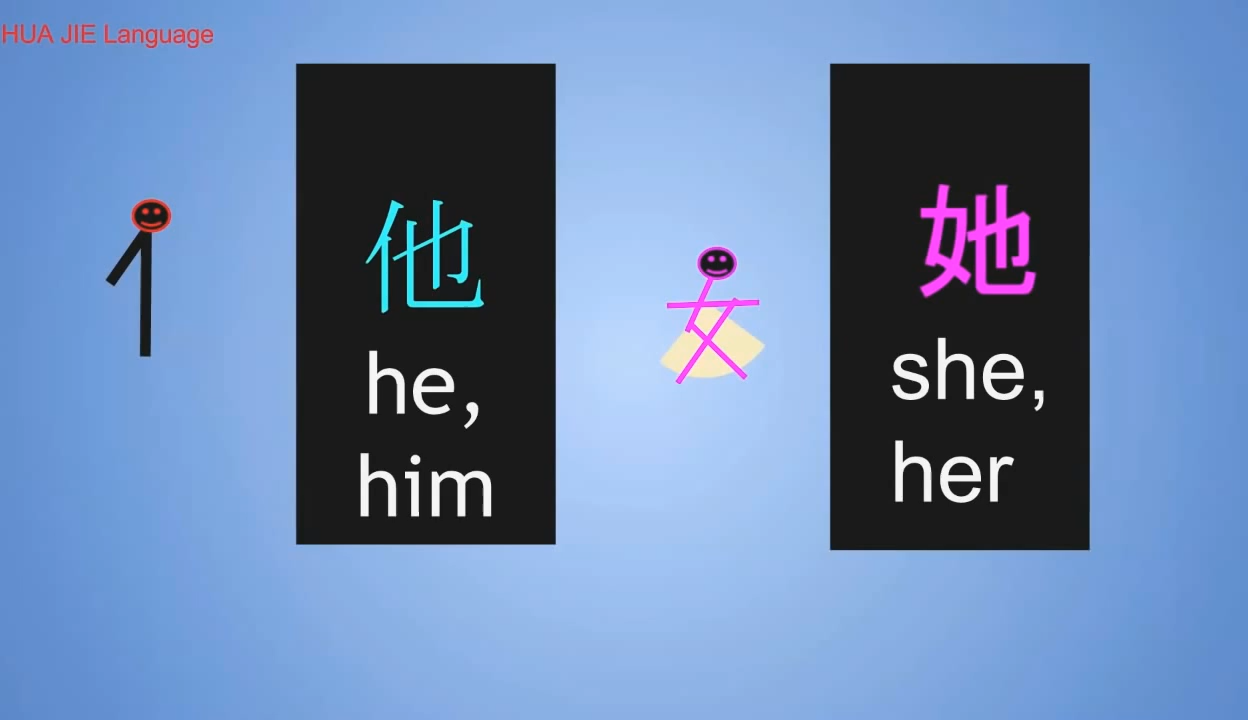 HUA JIE Language
他
he,
him
她
she,
her